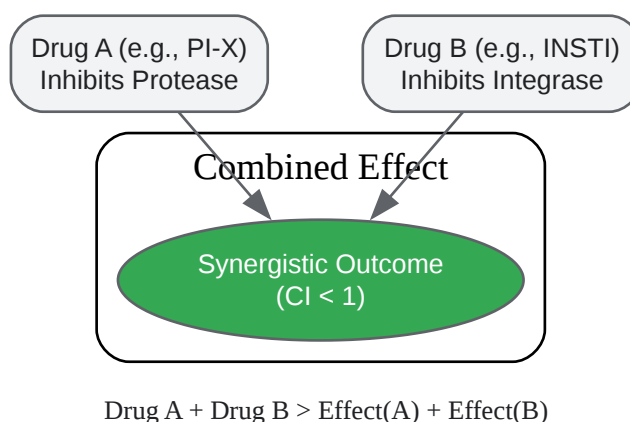 Drug A (e.g., PI-X)
Inhibits Protease
Drug B (e.g., INSTI)
Inhibits Integrase
Combined Effect
Synergistic Outcome
(CI < 1)
Drug A + Drug B > Effect(A) + Effect(B)